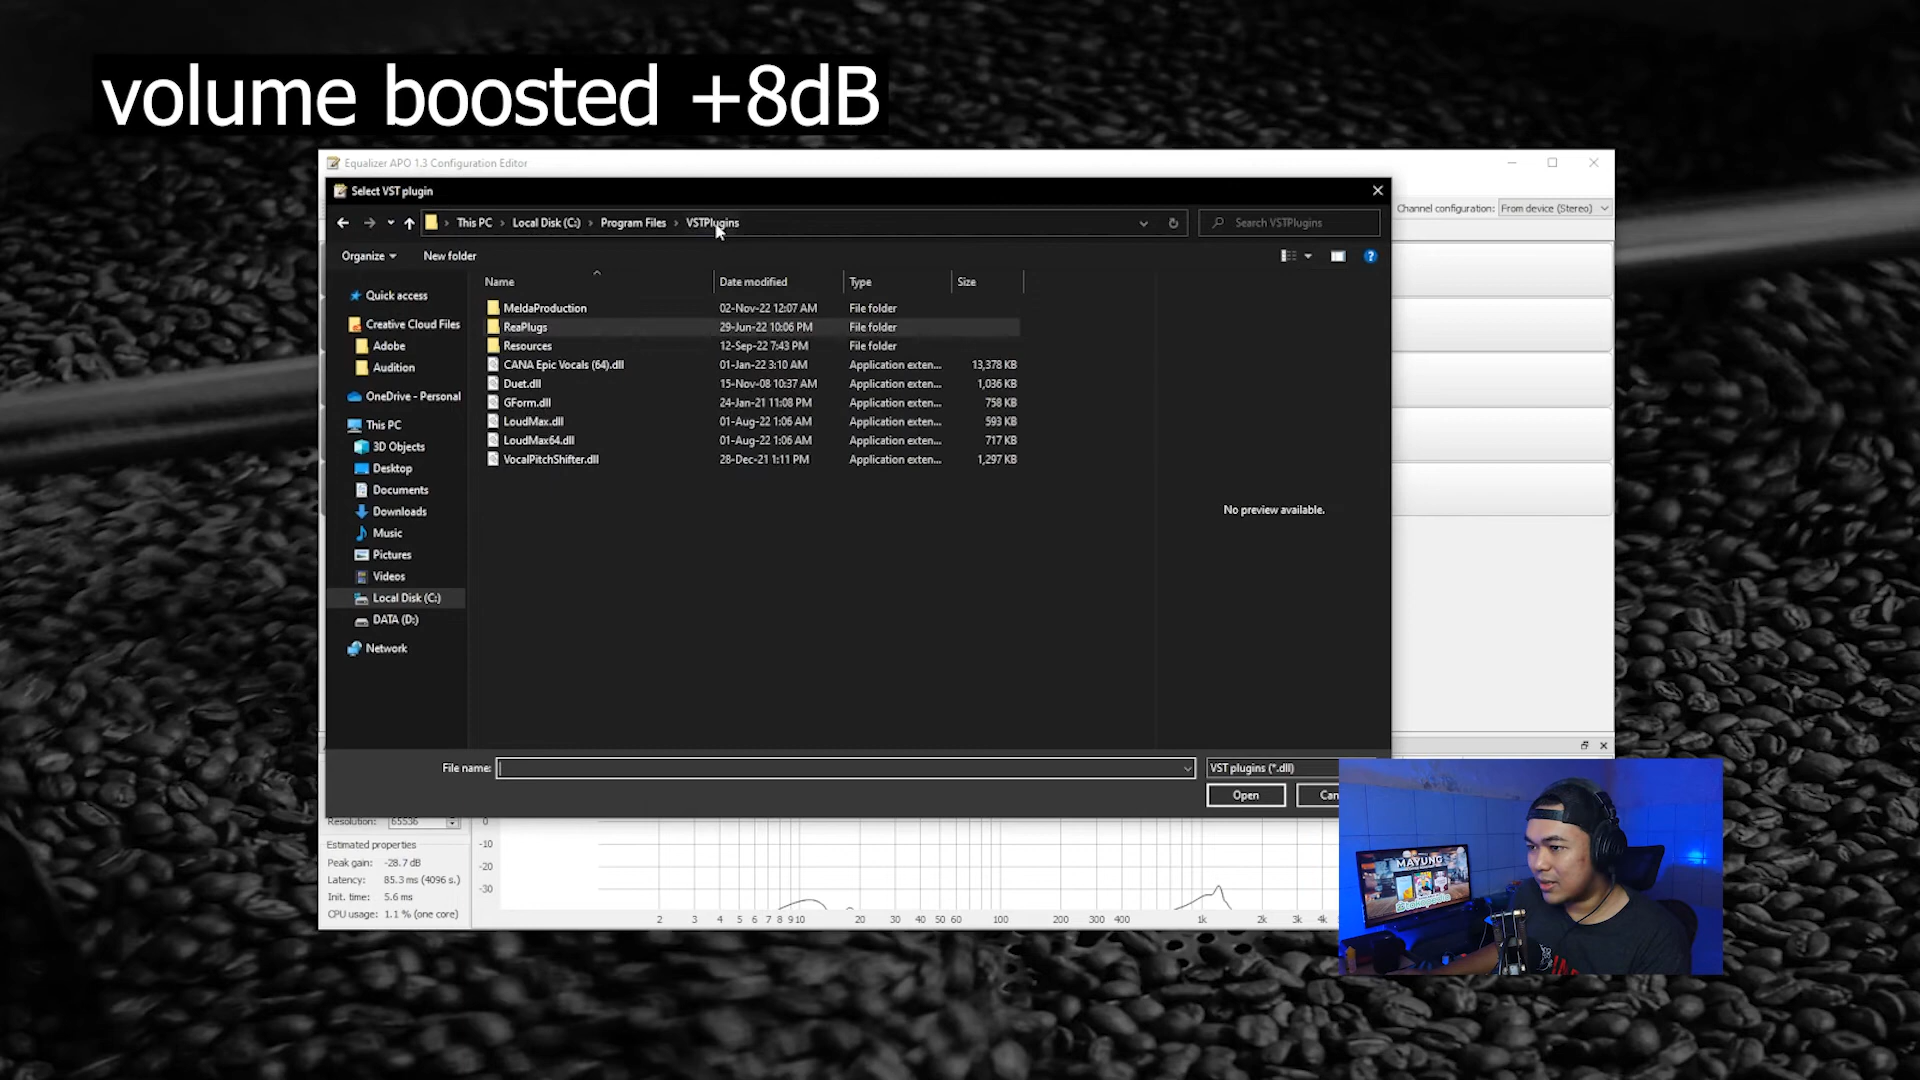 volume boosted +8dB
Equalizer APO 1.3 Configuration Editor
Select VST plugin
Channel configuration: From device (Stereo)
This PC > Local Disk (C:) > Program Files > VSTPlugins
Search VSTPlugins
Organize
New folder
Name Date modified Type Size
Quick access
Creative Cloud Files
Adobe
Audition
OneDrive - Personal
This PC
3D Objects
Desktop
Documents
Downloads
Music
Pictures
Videos
Local Disk (C:)
DATA (D:)
Network
MeldaProduction 02-Nov-22 12:07 AM File folder
ReaPlugs 29-Jun-22 10:06 PM File folder
Resources 12-Sep-22 7:43 PM File folder
CANA Epic Vocals (64).dll 01-Jan-22 3:10 AM Application exten... 13,378 KB
Duet.dll 15-Nov-08 10:37 AM Application exten... 1,036 KB
GForm.dll 24-Jan-21 11:08 PM Application exten... 758 KB
LoudMax.dll 01-Aug-22 1:06 AM Application exten... 593 KB
LoudMax64.dll 01-Aug-22 1:06 AM Application exten... 717 KB
VocalPitchShifter.dll 28-Dec-21 1:11 PM Application exten... 1,297 KB
No preview available.
File name:
VST plugins (*.dll)
Open
Can
Resolution: 65536
Estimated properties
Peak gain: -28.7 dB
Latency: 85.3 ms (4096 s.)
Init. time: 5.6 ms
CPU usage: 1.1 % (one core)
0
-10
-20
-30
2 3 4 5 6 7 8 9 10 20 30 40 50 60 100 200 300 400 1k 2k 3k 4k
MAYUNG
tokopedia